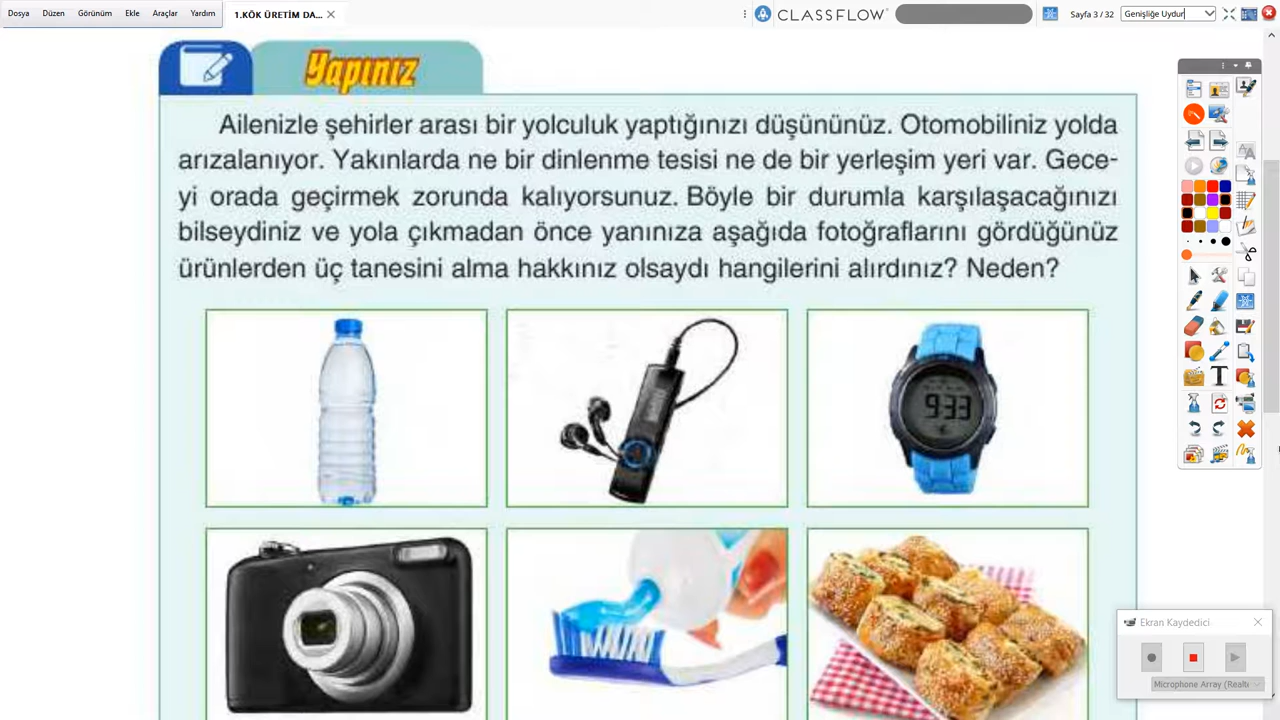 Dosya Düzen Görünüm Ekle Araçlar Yardım
1.KÖK ÜRETİM DA...
CLASSFLOW
Sayfa 3 / 32
Genişliğe Uydur
Yapınız
Ailenizle şehirler arası bir yolculuk yaptığınızı düşününüz. Otomobiliniz yolda
arızalanıyor. Yakınlarda ne bir dinlenme tesisi ne de bir yerleşim yeri var. Gece-
yi orada geçirmek zorunda kalıyorsunuz. Böyle bir durumla karşılaşacağınızı
bilseydiniz ve yola çıkmadan önce yanınıza aşağıda fotoğraflarını gördüğünüz
ürünlerden üç tanesini alma hakkınız olsaydı hangilerini alırdınız? Neden?
9:33
Ekran Kaydedici
Microphone Array (Realte